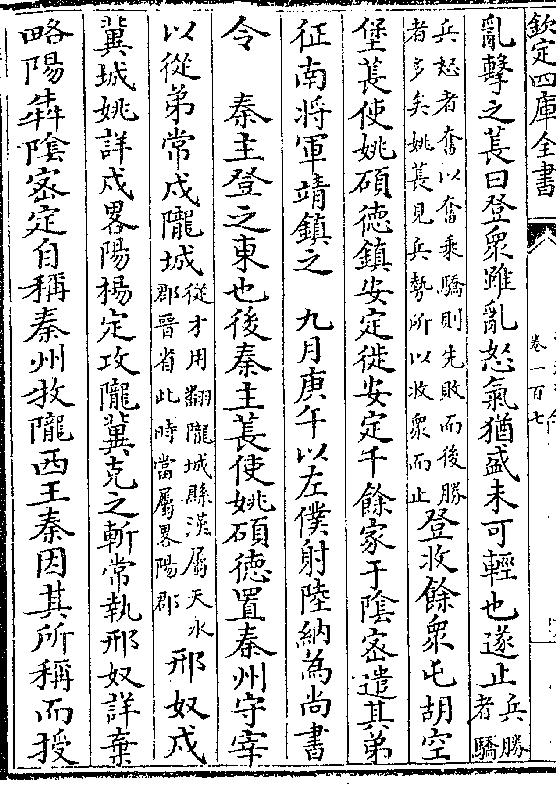 欽定四庫全書
卷一百七
亂擊之萇曰登衆雖亂怒氣猶盛未可輕也遂止兵勝者驕
兵怒者奮以奮乘驕則先敗而後勝者多矣姚萇見兵勢所以收衆而止登收餘衆屯胡空
堡萇使姚碩德鎮安定徙安定千餘家于隂密遣其弟
征南將軍靖鎮之　九月庚午以左僕射陸納為尚書
令　秦主登之東也後秦主萇使姚碩德置秦州守宰
以從弟常戍隴城從才用翻隴城縣漢屬天水郡晉省此時當屬畧陽郡邢奴戍
冀城姚詳戍畧陽楊定攻隴冀克之斬常執邢奴詳棄
略陽犇隂密定自稱秦州牧隴西王秦因其所稱而授